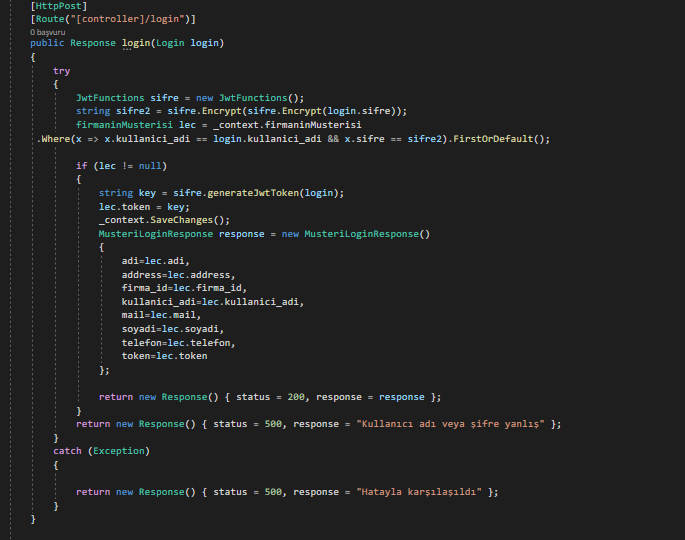 [HttpPost]
[Route("[controller]/login")]
0 başvuru
public Response login(Login login)
{
try
{
JwtFunctions sifre = new JwtFunctions();
string sifre2 = sifre.Encrypt(sifre.Encrypt(login.sifre));
firmaninMusterisi lec = _context.firmaninMusterisi
.Where(x => x.kullanici_adi == login.kullanici_adi && x.sifre == sifre2).FirstOrDefault();
if (lec != null)
{
string key = sifre.generateJwtToken(login);
lec.token = key;
_context.SaveChanges();
MusteriLoginResponse response = new MusteriLoginResponse()
{
adi=lec.adi,
address=lec.address,
firma_id=lec.firma_id,
kullanici_adi=lec.kullanici_adi,
mail=lec.mail,
soyadi=lec.soyadi,
telefon=lec.telefon,
token=lec.token
};
return new Response() { status = 200, response = response };
}
return new Response() { status = 500, response = "Kullanıcı adı veya şifre yanlış" };
}
catch (Exception)
{
return new Response() { status = 500, response = "Hatayla karşılaşıldı" };
}
}